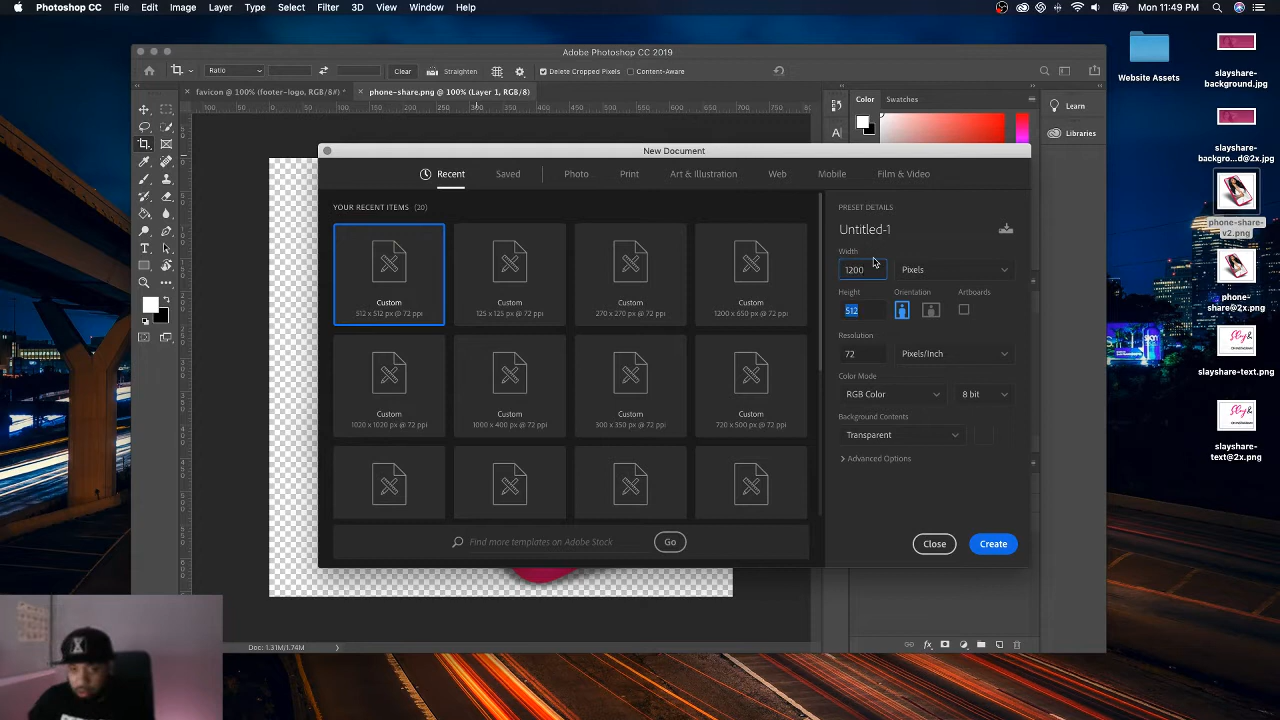 Photoshop CC File Edit Image Layer Type Select Filter 3D View Window Help
Mon 11:49 PM
Adobe Photoshop CC 2019
Ratio Clear Straighten Delete Cropped Pixels Content-Aware
favicon @ 100% (footer-logo, RGB/8#) * phone-share.png @ 100% (Layer 1, RGB/8)
Color Swatches
Learn
Libraries
New Document
Recent Saved Photo Print Art & Illustration Web Mobile Film & Video
YOUR RECENT ITEMS (20)
Custom
512 x 512 px @ 72 ppi
Custom
125 x 125 px @ 72 ppi
Custom
270 x 270 px @ 72 ppi
Custom
1200 x 650 px @ 72 ppi
Custom
1020 x 1020 px @ 72 ppi
Custom
1000 x 400 px @ 72 ppi
Custom
300 x 350 px @ 72 ppi
Custom
720 x 500 px @ 72 ppi
Find more templates on Adobe Stock
Go
PRESET DETAILS
Untitled-1
Width
1200 Pixels
Height Orientation Artboards
512
Resolution
72 Pixels/Inch
Color Mode
RGB Color 8 bit
Background Contents
Transparent
Advanced Options
Close Create
Doc: 1.31M/1.74M
Website Assets
slayshare-
background.jpg
slayshare-
backgro...d@2x.jpg
phone-share-
v2.png
phone-
share@2x.png
slayshare-text.png
slayshare-
text@2x.png